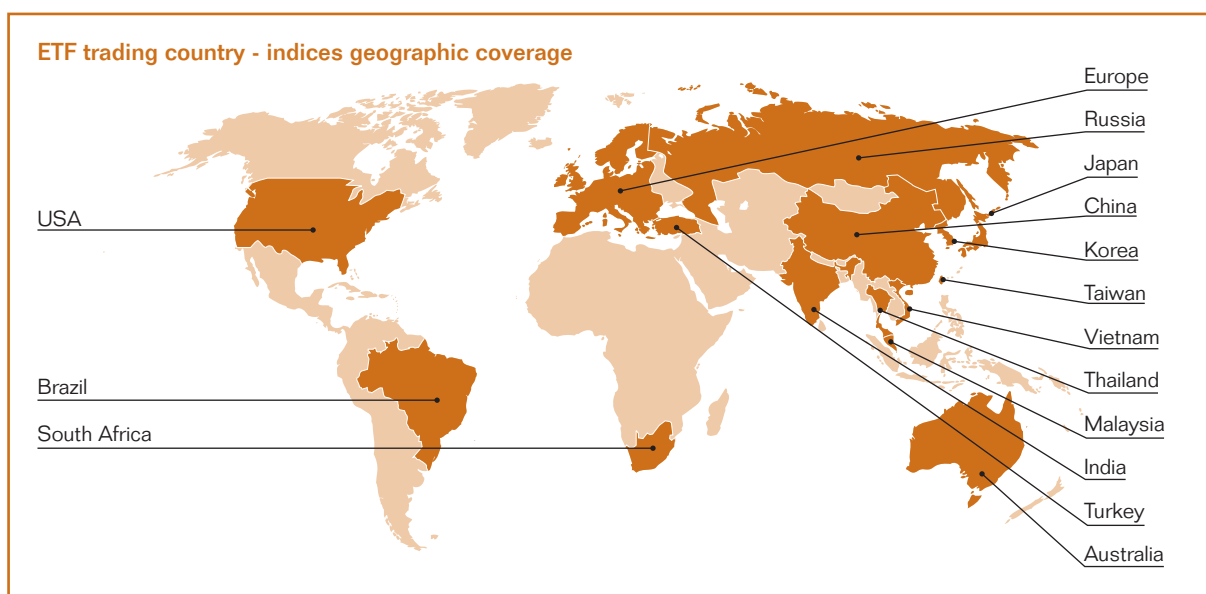 ETF trading country - indices geographic coverage
Europe
Russia
Japan
USA
China
Korea
Taiwan
Vietnam
Brazil
Thailand
Malaysia
South Africa
India
Turkey
Australia